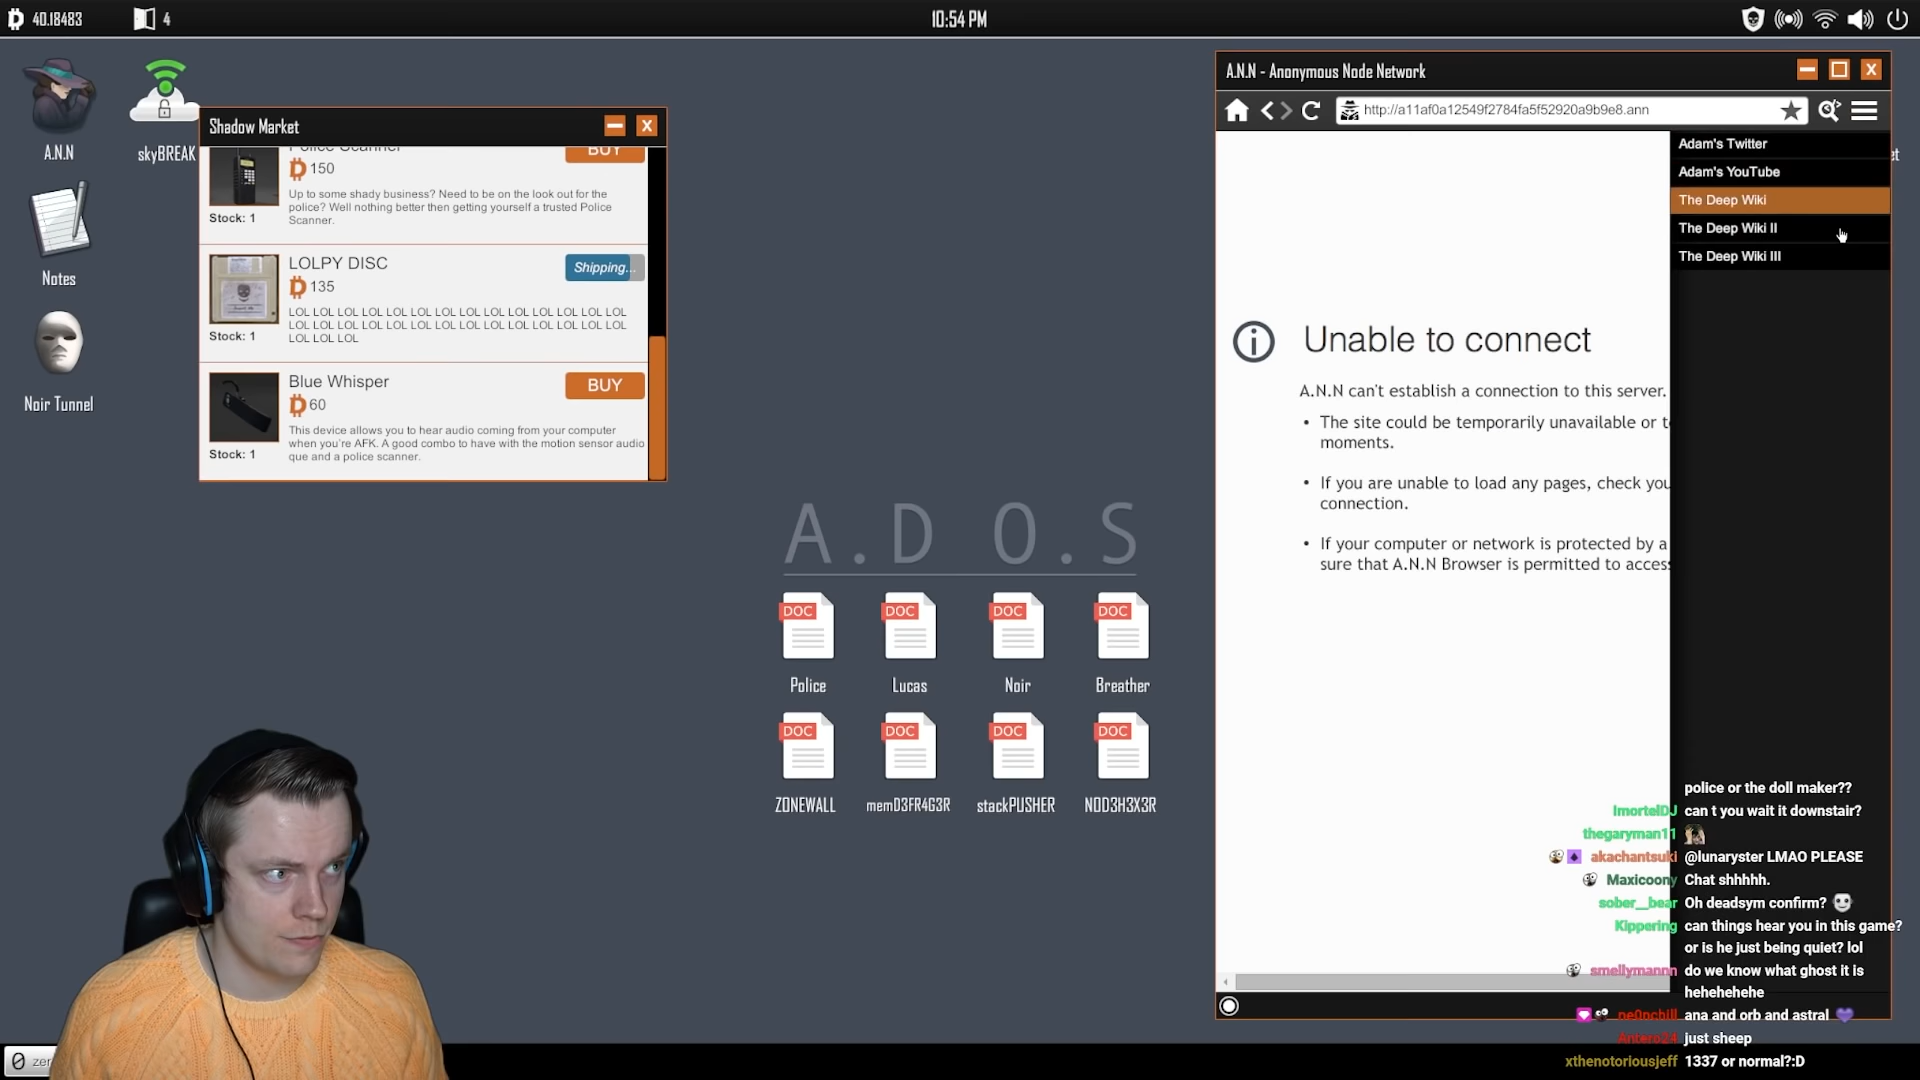 40.18483
4
10:54 PM
A.N.N
skyBREAK
Notes
Noir Tunnel
Shadow Market
Police Scanner
BUY
150
Up to some shady business? Need to be on the look out for the
police? Well nothing better then getting yourself a trusted Police
Scanner.
Stock: 1
LOLPY DISC
Shipping...
135
LOL LOL LOL LOL LOL LOL LOL LOL LOL LOL LOL LOL LOL LOL
LOL LOL LOL LOL LOL LOL LOL LOL LOL LOL LOL LOL LOL LOL
LOL LOL LOL
Stock: 1
Blue Whisper
BUY
60
This device allows you to hear audio coming from your computer
when you're AFK. A good combo to have with the motion sensor audio
que and a police scanner.
Stock: 1
A.D O.S
DOC
DOC
DOC
DOC
Police
Lucas
Noir
Breather
DOC
DOC
DOC
DOC
ZONEWALL
memD3FR4G3R
stackPUSHER
NOD3H3X3R
A.N.N - Anonymous Node Network
http://a11af0a12549f2784fa5f52920a9b9e8.ann
Adam's Twitter
Adam's YouTube
The Deep Wiki
The Deep Wiki II
The Deep Wiki III
Unable to connect
A.N.N can't establish a connection to this server.
• The site could be temporarily unavailable or t
moments.
• If you are unable to load any pages, check you
connection.
• If your computer or network is protected by a
sure that A.N.N Browser is permitted to acces
police or the doll maker??
ImortelDJ can t you wait it downstair?
thegaryman11
akachantsuki @lunaryster LMAO PLEASE
Maxicoony Chat shhhhh.
sober__bear Oh deadsym confirm?
Kippering can things hear you in this game?
or is he just being quiet? lol
smellymannn do we know what ghost it is
hehehehehe
ne0nchill ana and orb and astral
Antero24 just sheep
xthenotoriousjeff 1337 or normal?:D